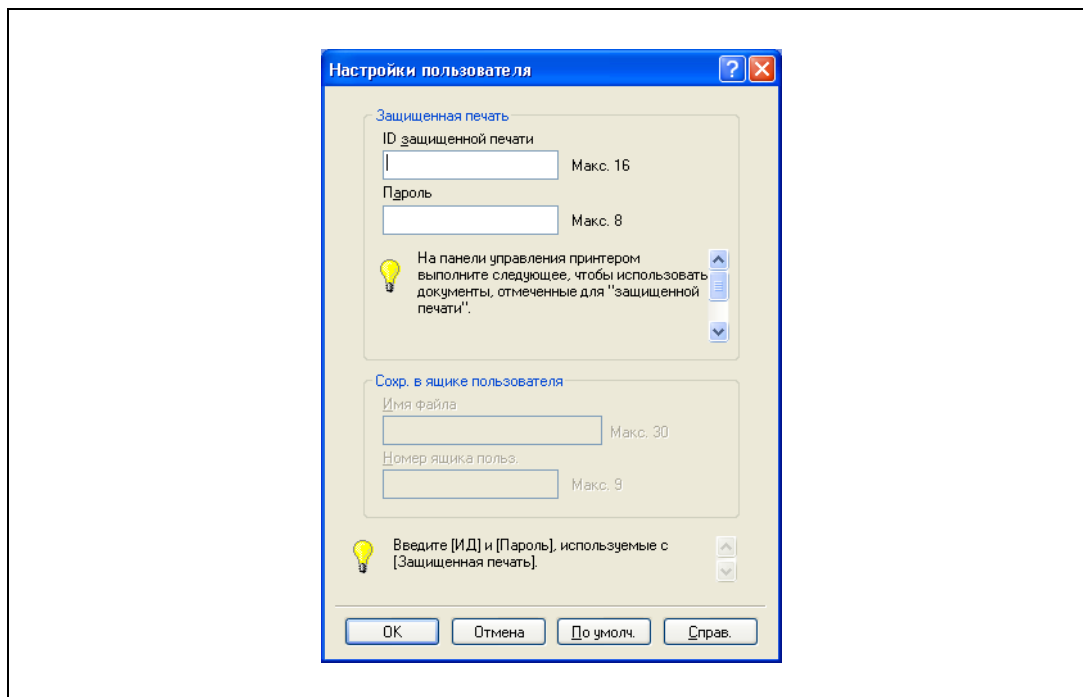 Настройки пользователя
Защищенная печать
ID защищенной печати
Макс. 16
Пароль
Макс. 8
На панели управления принтером
выполните следующее, чтобы использовать
документы, отмеченные для "защищенной
печати".
Сохр. в ящике пользователя
Имя файла
Макс. 30
Номер ящика польз.
Макс. 9
Введите [ИД] и [Пароль], используемые с
[Защищенная печать].
OK Отмена По умолч. Справ.